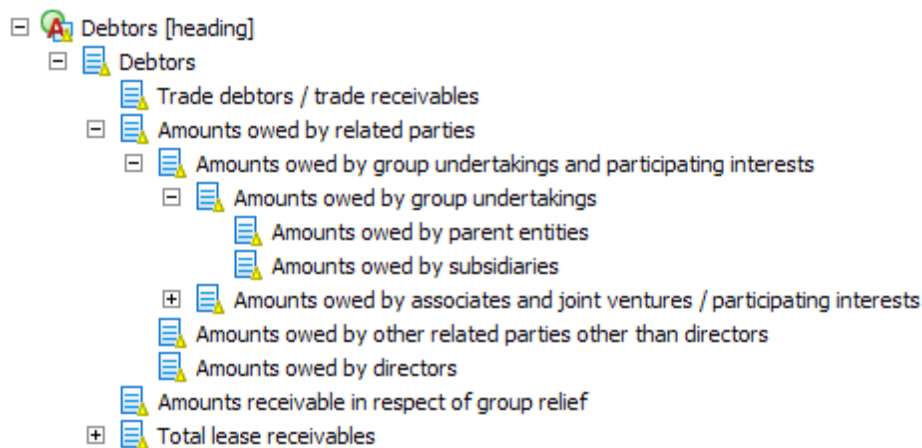 Debtors [heading]
Debtors
Trade debtors / trade receivables
Amounts owed by related parties
Amounts owed by group undertakings and participating interests
Amounts owed by group undertakings
Amounts owed by parent entities
Amounts owed by subsidiaries
Amounts owed by associates and joint ventures / participating interests
Amounts owed by other related parties other than directors
Amounts owed by directors
Amounts receivable in respect of group relief
Total lease receivables